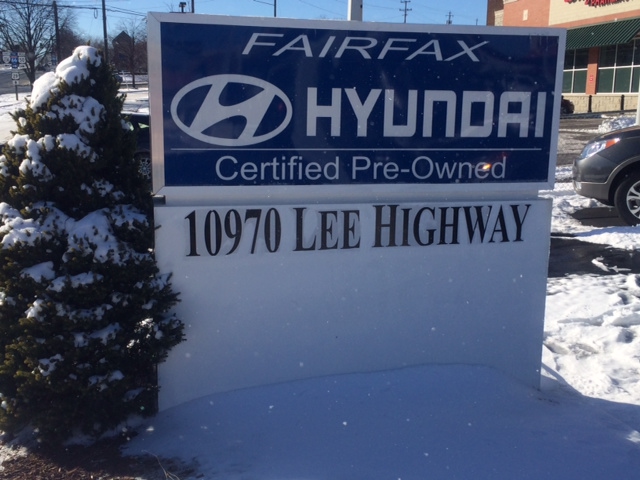 FAIRFAX
HYUNDAI
Certified Pre-Owned
10970 LEE HIGHWAY